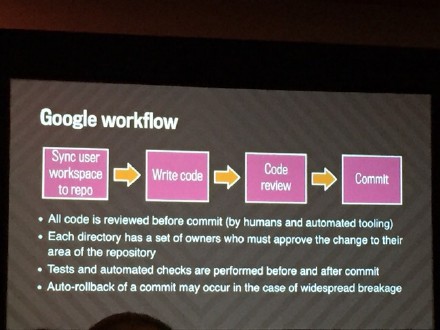 Google workflow
Sync user
workspace
to repo
Write code
Code
review
Commit
• All code is reviewed before commit (by humans and automated tooling)
• Each directory has a set of owners who must approve the change to their
area of the repository
• Tests and automated checks are performed before and after commit
• Auto-rollback of a commit may occur in the case of widespread breakage